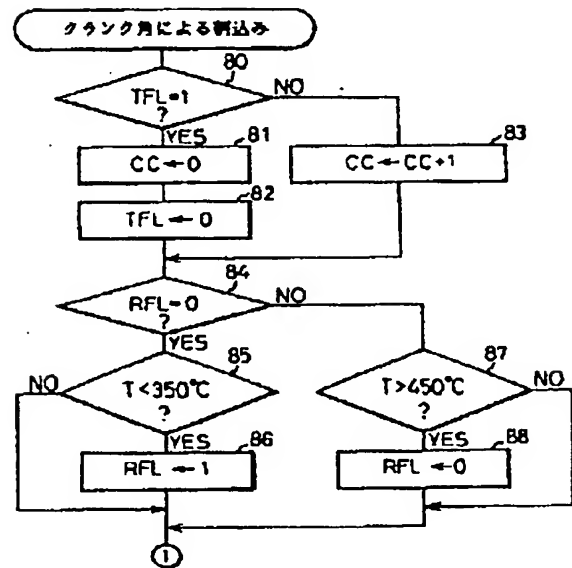 クランク角による割込み
80
TFL=1
?
NO
YES
81
CC←0
83
CC←CC+1
82
TFL←0
84
RFL=0
?
NO
YES
85
T<350℃
?
NO
YES
87
T>450℃
?
NO
YES
86
RFL←1
88
RFL←0
1